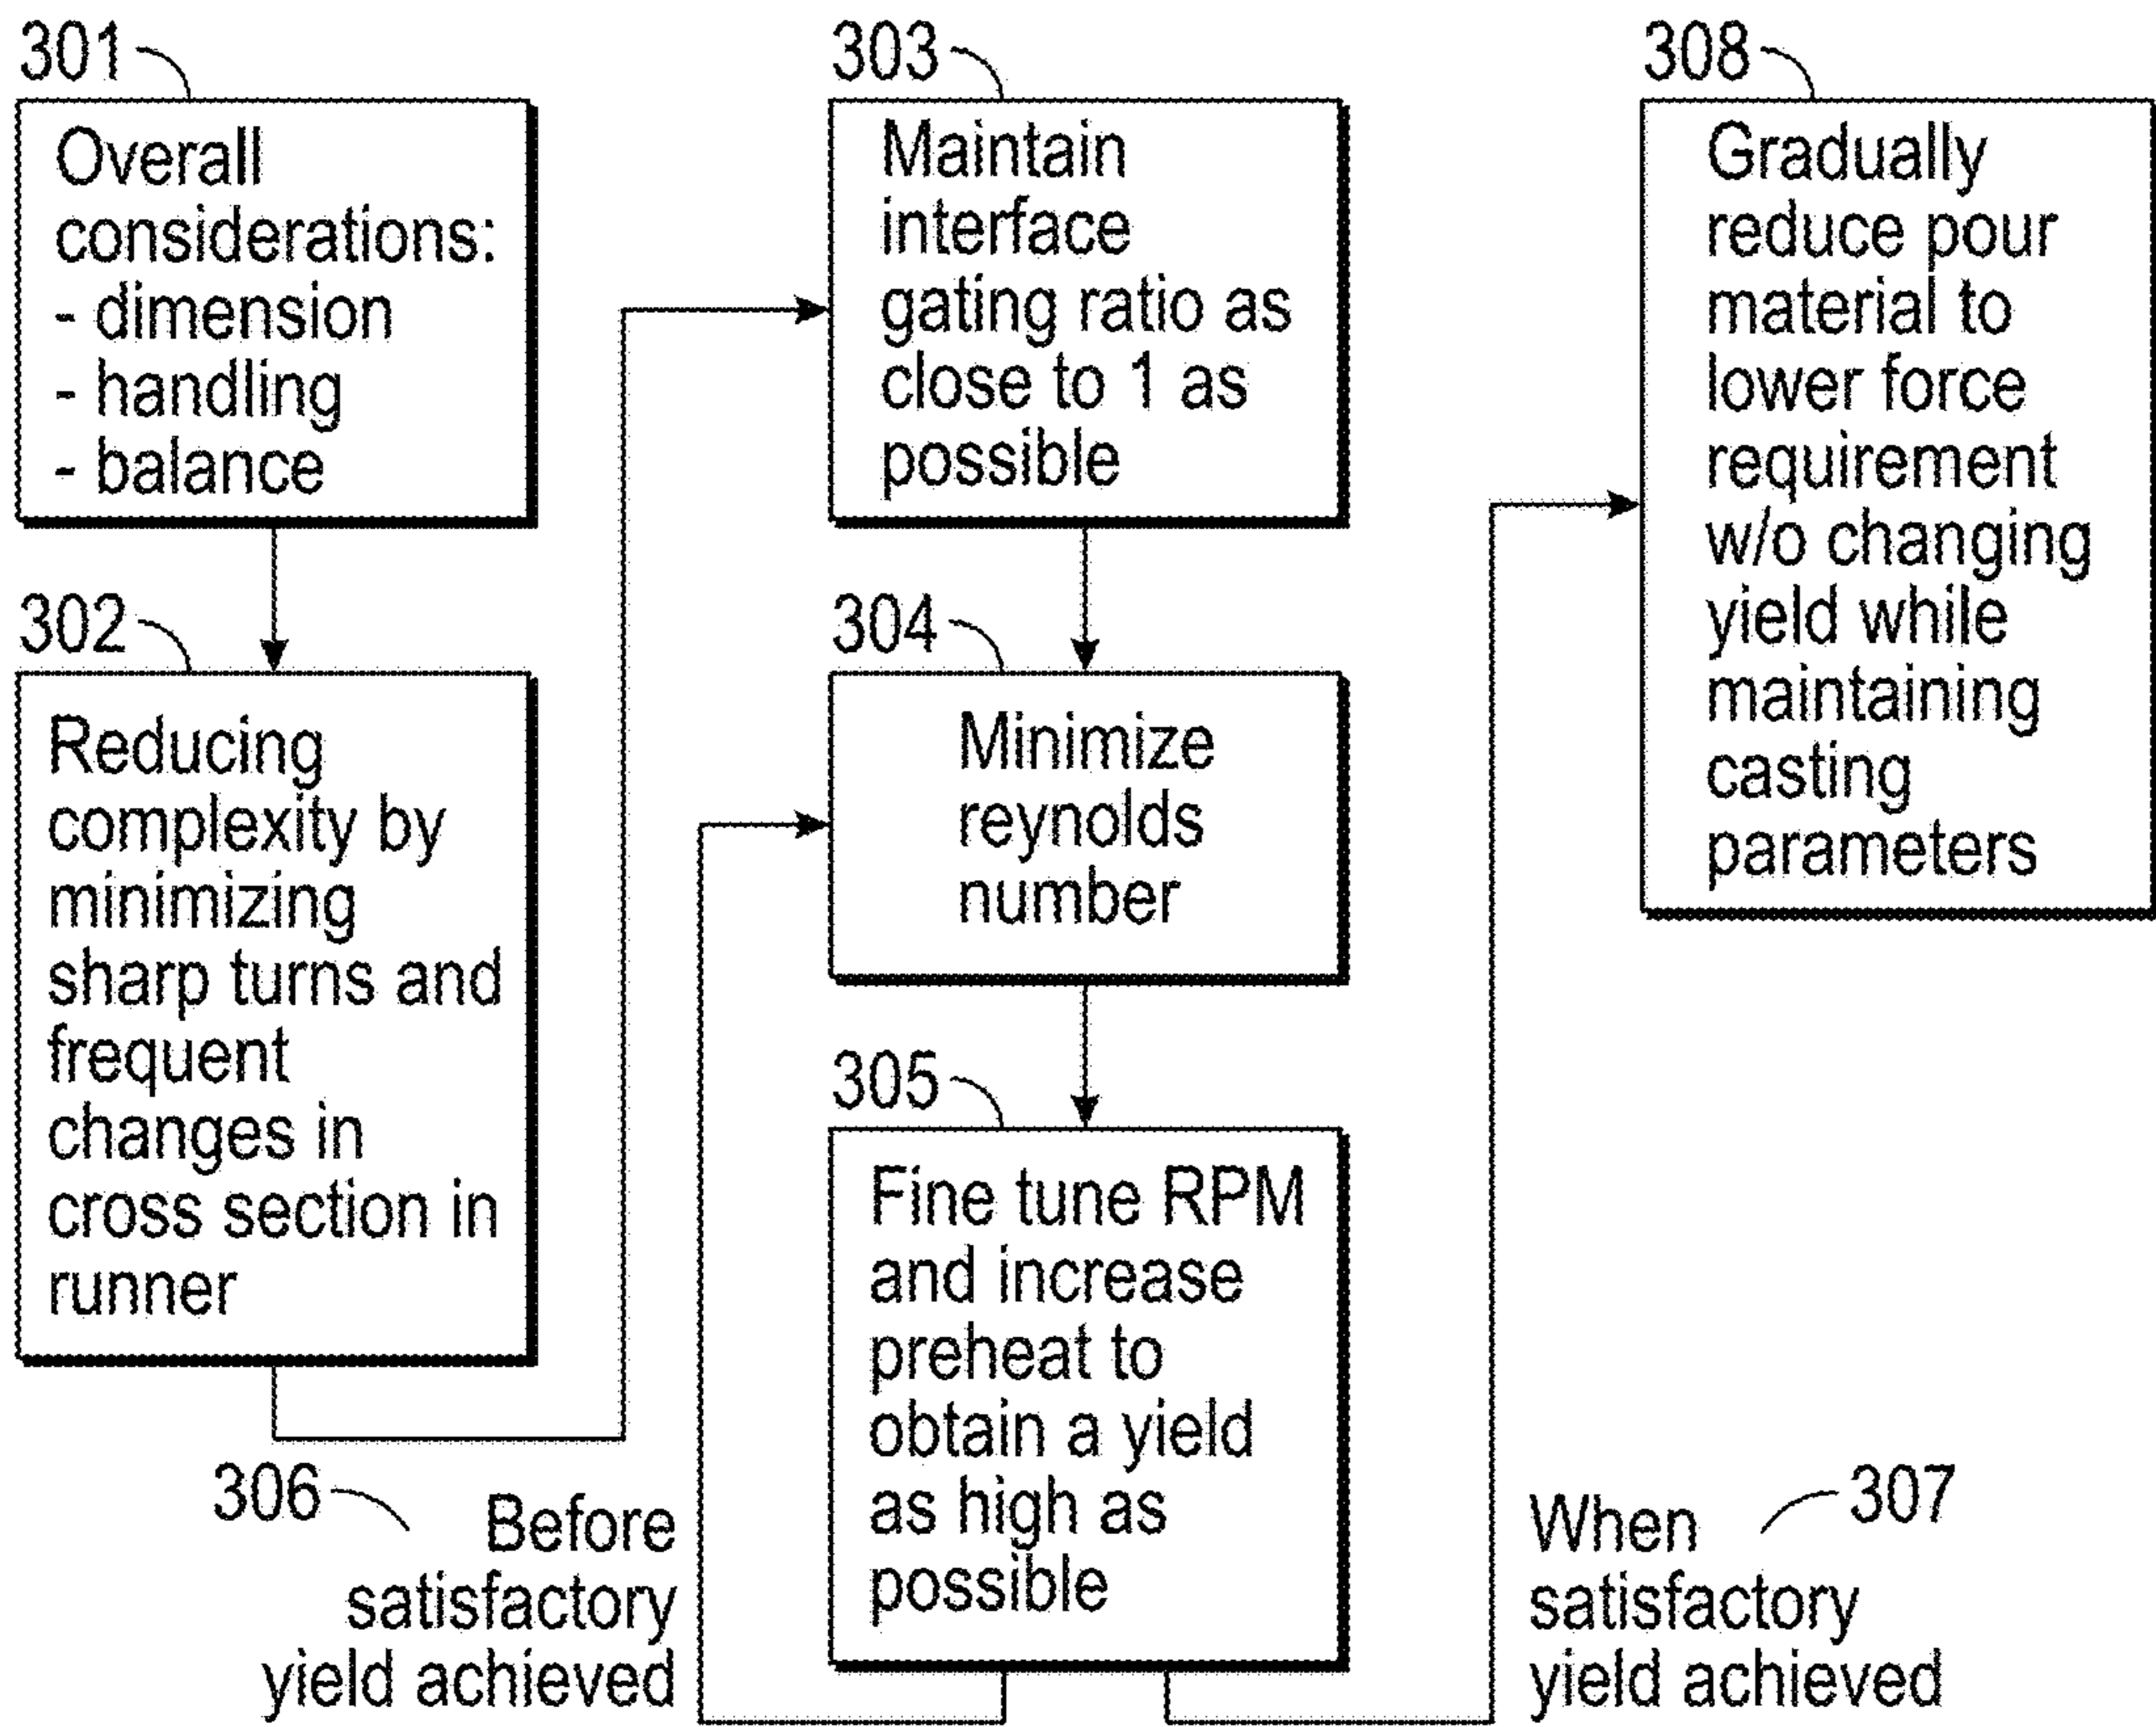 301
Overall
considerations:
- dimension
- handling
- balance
302
Reducing
complexity by
minimizing
sharp turns and
frequent
changes in
cross section in
runner
303
Maintain
interface
gating ratio as
close to 1 as
possible
304
Minimize
reynolds
number
305
Fine tune RPM
and increase
preheat to
obtain a yield
as high as
possible
306
Before
satisfactory
yield achieved
307
When
satisfactory
yield achieved
308
Gradually
reduce pour
material to
lower force
requirement
w/o changing
yield while
maintaining
casting
parameters